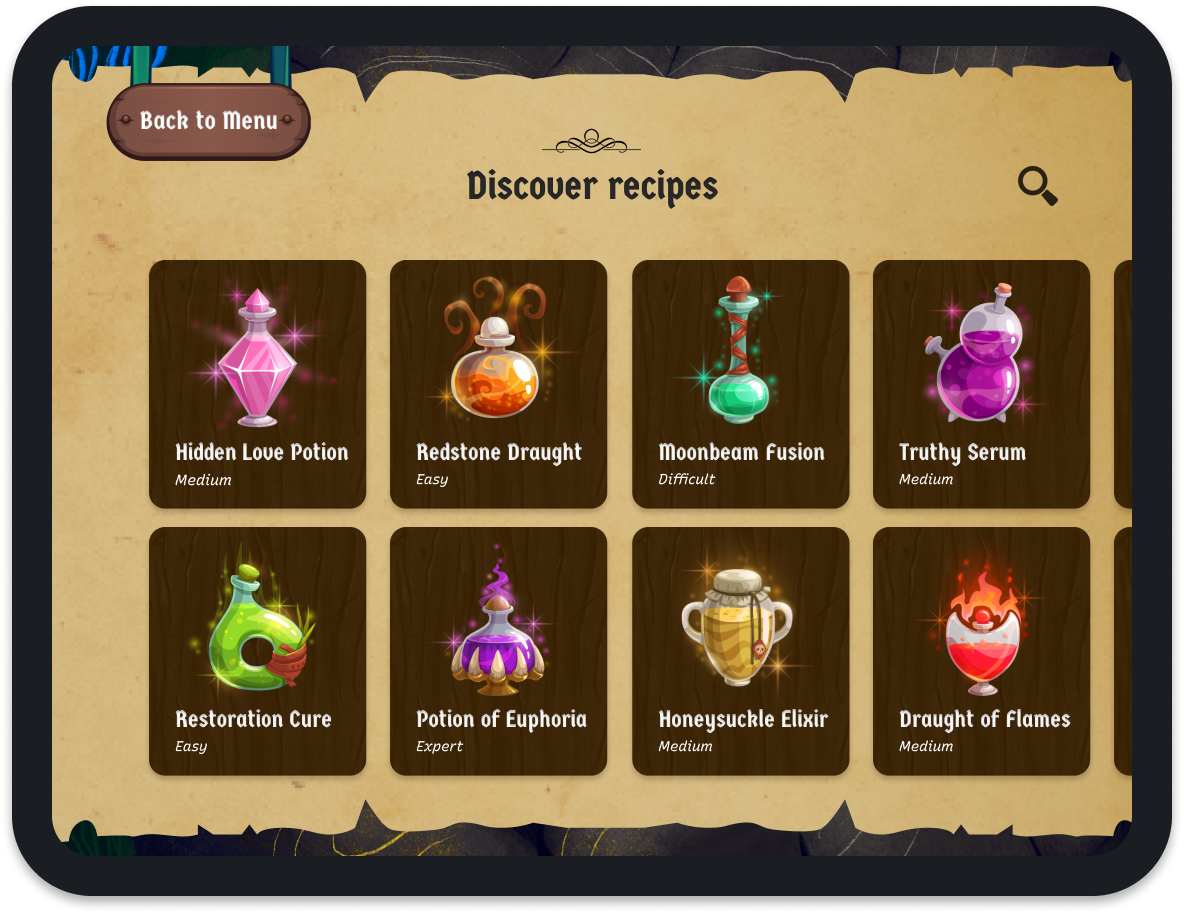 Back to Menu
Discover recipes
Hidden Love Potion
Medium
Redstone Draught
Easy
Moonbeam Fusion
Difficult
Truthy Serum
Medium
Restoration Cure
Easy
Potion of Euphoria
Expert
Honeysuckle Elixir
Medium
Draught of Flames
Medium